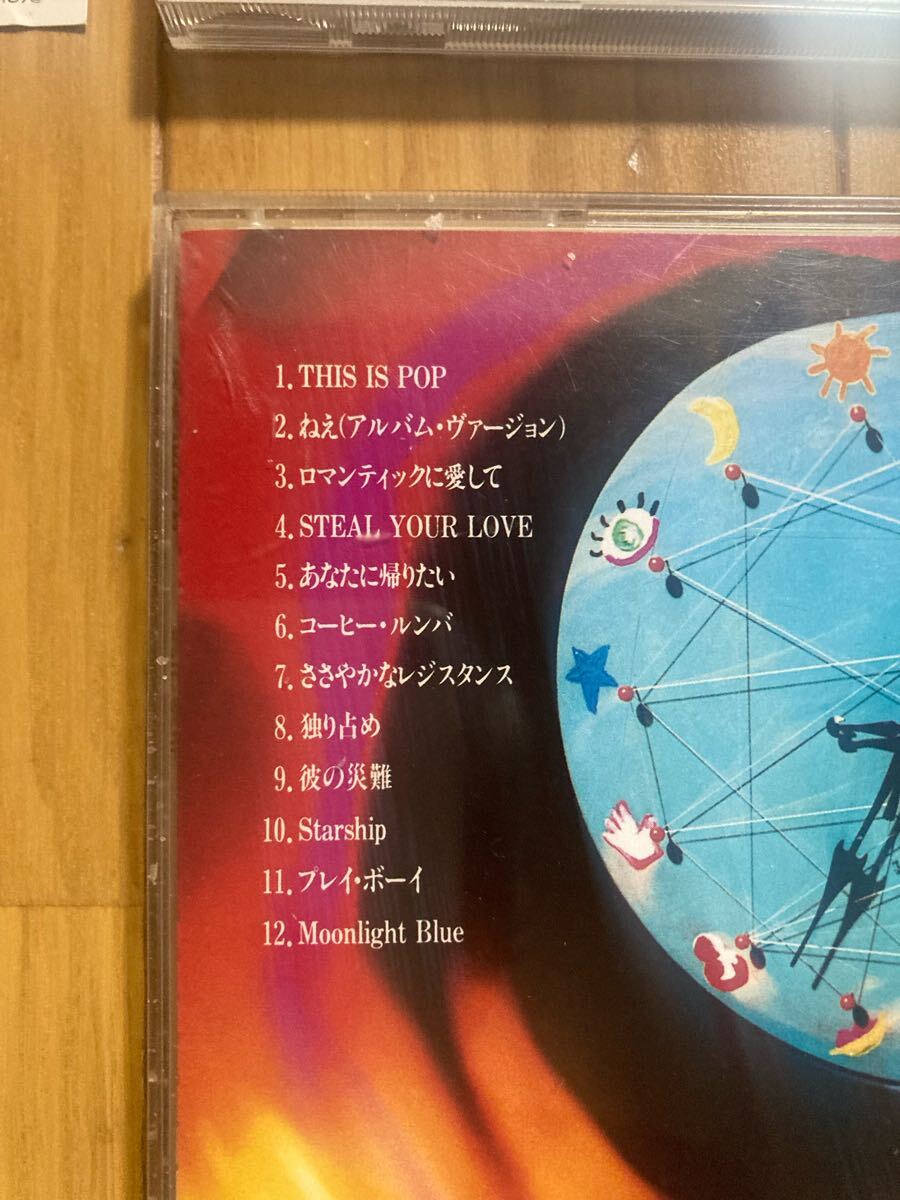 1. THIS IS POP
2. ねえ(アルバム・ヴァージョン)
3. ロマンティックに愛して
4. STEAL YOUR LOVE
5. あなたに帰りたい
6. コーヒー・ルンバ
7. ささやかなレジスタンス
8. 独り占め
9. 彼の災難
10. Starship
11. プレイ・ボーイ
12. Moonlight Blue